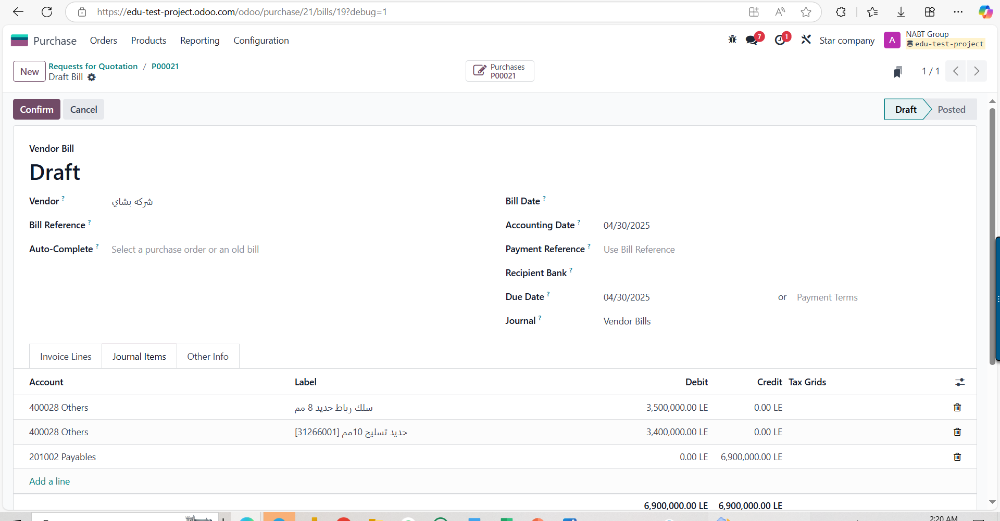 https://edu-test-project.odoo.com/odoo/purchase/21/bills/19?debug=1
Purchase Orders Products Reporting Configuration 7 1 Star company A NABT Group
edu-test-project
New Requests for Quotation / P00021
Draft Bill
Purchases
P00021
1 / 1
Confirm Cancel Draft Posted
Vendor Bill
Draft
Vendor ? شركه بشاي
Bill Date ?
Bill Reference ?
Accounting Date ? 04/30/2025
Auto-Complete ? Select a purchase order or an old bill
Payment Reference ? Use Bill Reference
Recipient Bank ?
Due Date ? 04/30/2025 or Payment Terms
Journal ? Vendor Bills
Invoice Lines Journal Items Other Info
Account Label Debit Credit Tax Grids
400028 Others سلك رباط حديد 8 مم 3,500,000.00 LE 0.00 LE
400028 Others [31266001] حديد تسليح 10مم 3,400,000.00 LE 0.00 LE
201002 Payables 0.00 LE 6,900,000.00 LE
Add a line
6,900,000.00 LE 6,900,000.00 LE
2:20 AM